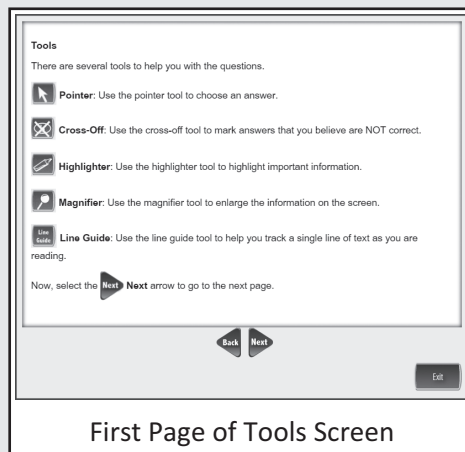 Tools
There are several tools to help you with the questions.
Pointer: Use the pointer tool to choose an answer.
Cross-Off: Use the cross-off tool to mark answers that you believe are NOT correct.
Highlighter: Use the highlighter tool to highlight important information.
Magnifier: Use the magnifier tool to enlarge the information on the screen.
Line Guide Line Guide: Use the line guide tool to help you track a single line of text as you are
reading.
Now, select the Next Next arrow to go to the next page.
Back Next
Exit
First Page of Tools Screen